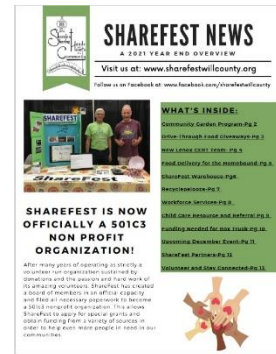 SHAREFEST NEWS
A 2021 YEAR END OVERVIEW
Visit us at: www.sharefestwillcounty.org
Follow us on Facebook at: www.facebook.com/sharefestwillcounty
SHAREFEST
WHAT'S INSIDE:
Community Garden Program-Pg 2
Drive-Through Food Giveaways-Pg 3
New Lenox CERT Team- Pg 4
Food Delivery for the Homebound-Pg 5
ShareFest Warehouse-Pg6
Recyclepalooza-Pg 7
Workforce Services-Pg 8
Child Care Resource and Referral-Pg 9
Funding Needed for Box Truck-Pg 10
Upcoming December Event-Pg 11
ShareFest Partners-Pg 12
Volunteer and Stay Connected-Pg 13
SHAREFEST IS NOW
OFFICIALLY A 501C3
NON PROFIT
ORGANIZATION!
After many years of operating as strictly a
volunteer run organization sustained by
donations and the passion and hard work of
its amazing volunteers, Sharefest has created
a board of members in an official capacity
and filed all necessary paperwork to become
a 501c3 nonprofit organization. This allows
ShareFest to apply for special grants and
obtain funding from a variety of sources in
order to help even more people in need in our
communities.